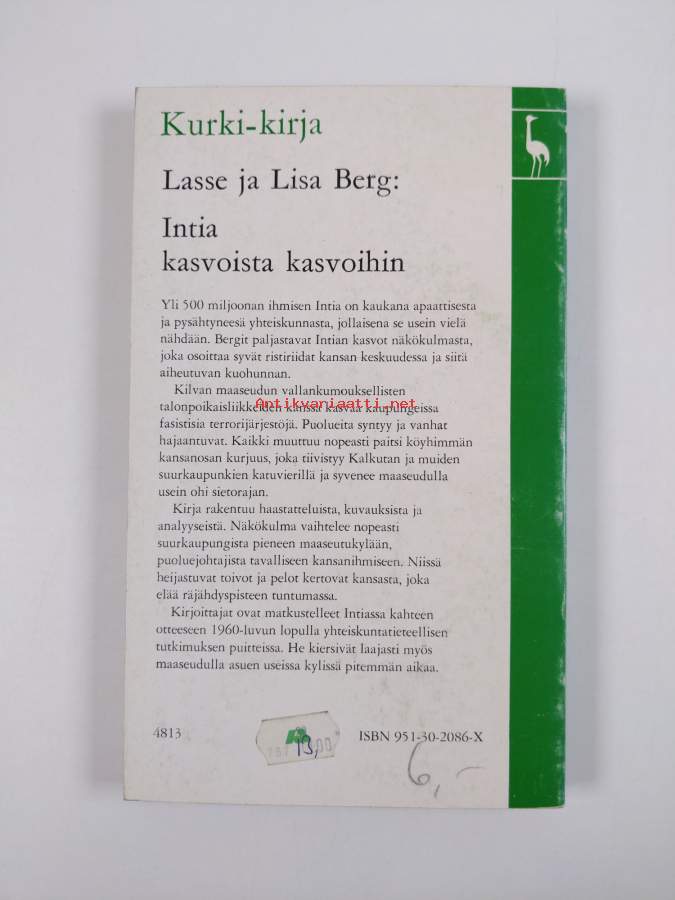 Kurki-kirja
Lasse ja Lisa Berg:
Intia
kasvoista kasvoihin
Yli 500 miljoonan ihmisen Intia on kaukana apaattisesta
ja pysähtyneesä yhteiskunnasta, jollaisena se usein vielä
nähdään. Bergit paljastavat Intian kasvot näkökulmasta,
joka osoittaa syvät ristiriidat kansan keskuudessa ja siitä
aiheutuvan kuohunnan.
Kilvan maaseudun vallankumouksellisten
talonpoikaisliikkeiden kanssa kasvaa kaupungeissa
Antikvariaatti.net
fasistisia terrorijärjestöjä. Puolueita syntyy ja vanhat
hajaantuvat. Kaikki muuttuu nopeasti paitsi köyhimmän
kansanosan kurjuus, joka tiivistyy Kalkutan ja muiden
suurkaupunkien katuvierillä ja syvenee maaseudulla
usein ohi sietorajan.
Kirja rakentuu haastatteluista, kuvauksista ja
analyyseistä. Näkökulma vaihtelee nopeasti
suurkaupungista pieneen maaseutukylään,
puoluejohtajista tavalliseen kansanihmiseen. Niissä
heijastuvat toivot ja pelot kertovat kansasta, joka
elää räjähdyspisteen tuntumassa.
Kirjoittajat ovat matkustelleet Intiassa kahteen
otteeseen 1960-luvun lopulla yhteiskuntatieteellisen
tutkimuksen puitteissa. He kiersivät laajasti myös
maaseudulla asuen useissa kylissä pitemmän aikaa.
4813
13,00
ISBN 951-30-2086-X
6,-